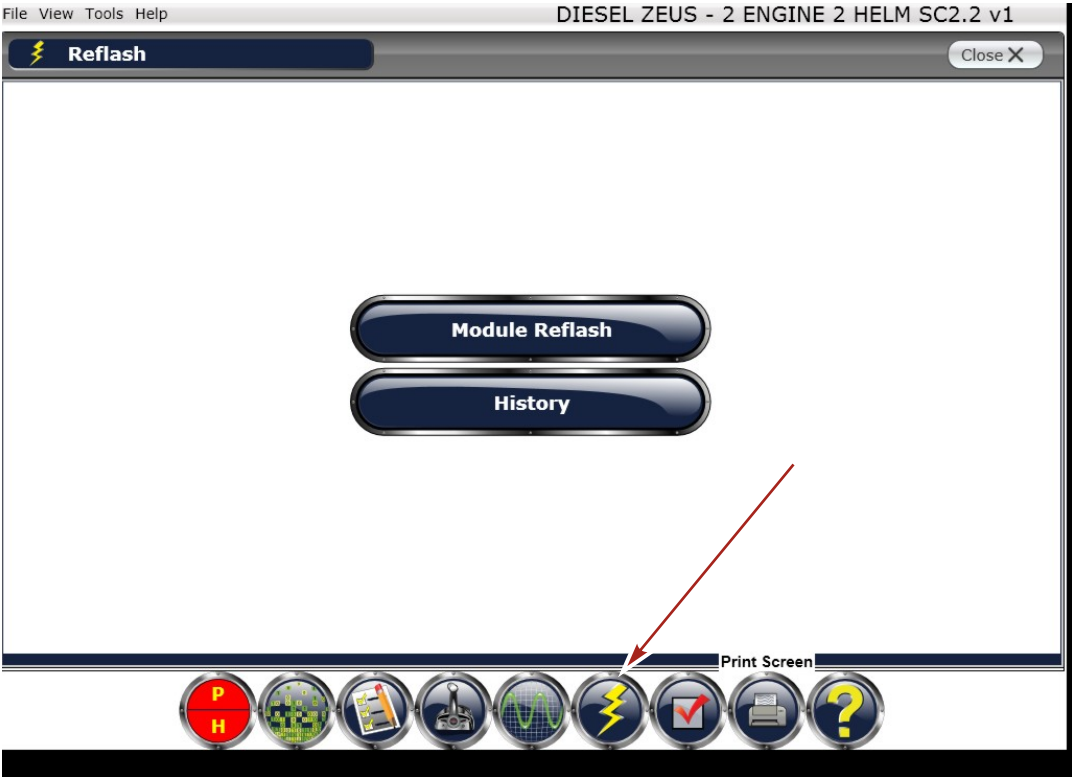 File View Tools Help
DIESEL ZEUS - 2 ENGINE 2 HELM SC2.2 v1
Reflash
Close X
Module Reflash
History
Print Screen
P
H
?